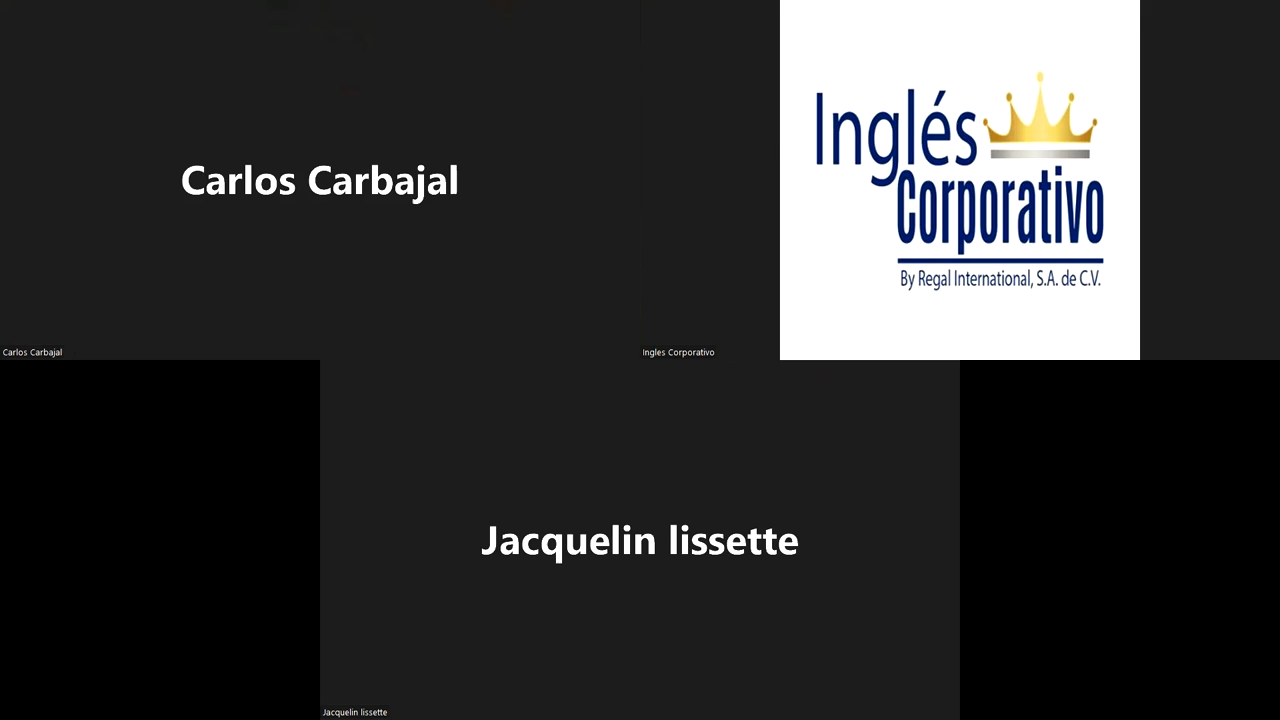 Carlos Carbajal
Carlos Carbajal
Inglés
Corporativo
By Regal International, S.A. de C.V.
Ingles Corporativo
Jacquelin lissette
Jacquelin lissette